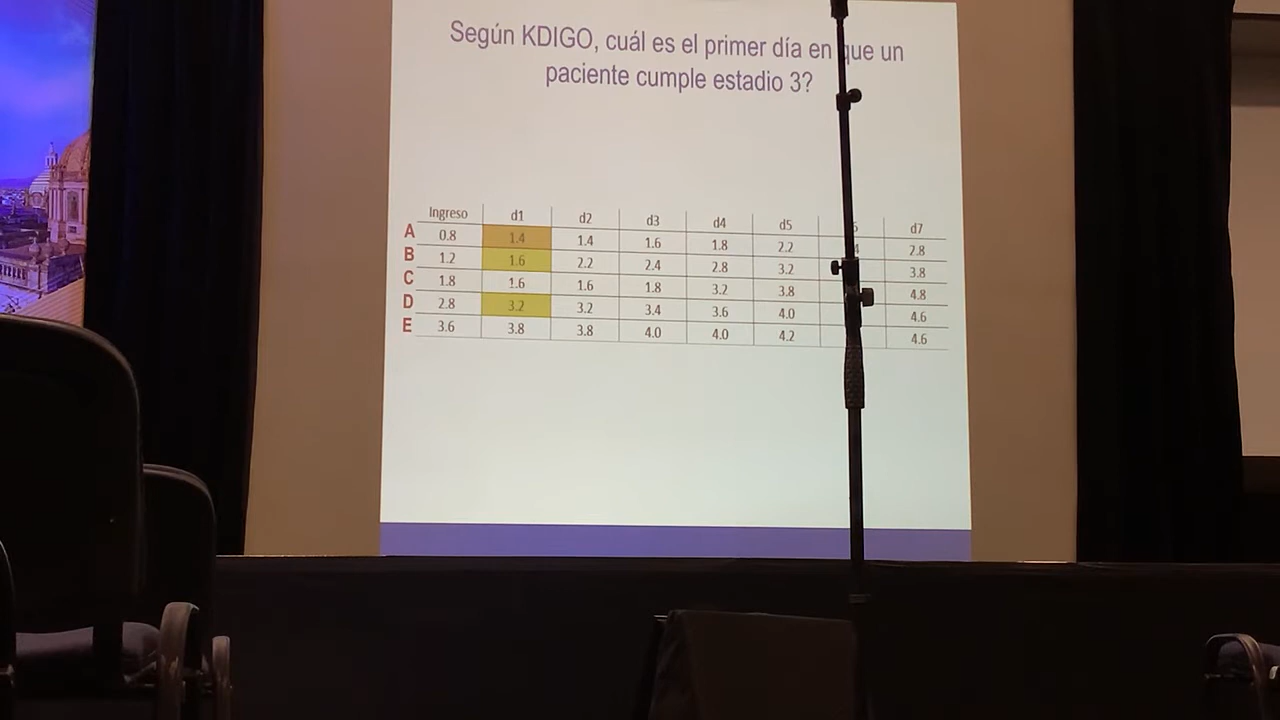 Según KDIGO, cuál es el primer día en que un
paciente cumple estadio 3?
Ingreso d1 d2 d3 d4 d5 d7
A 0.8 1.4 1.4 1.6 1.8 2.2 2.8
B 1.2 1.6 2.2 2.4 2.8 3.2 3.8
C 1.8 1.6 1.6 1.8 3.2 3.8 4.8
D 2.8 3.2 3.2 3.4 3.6 4.0 4.6
E 3.6 3.8 3.8 4.0 4.0 4.2 4.6